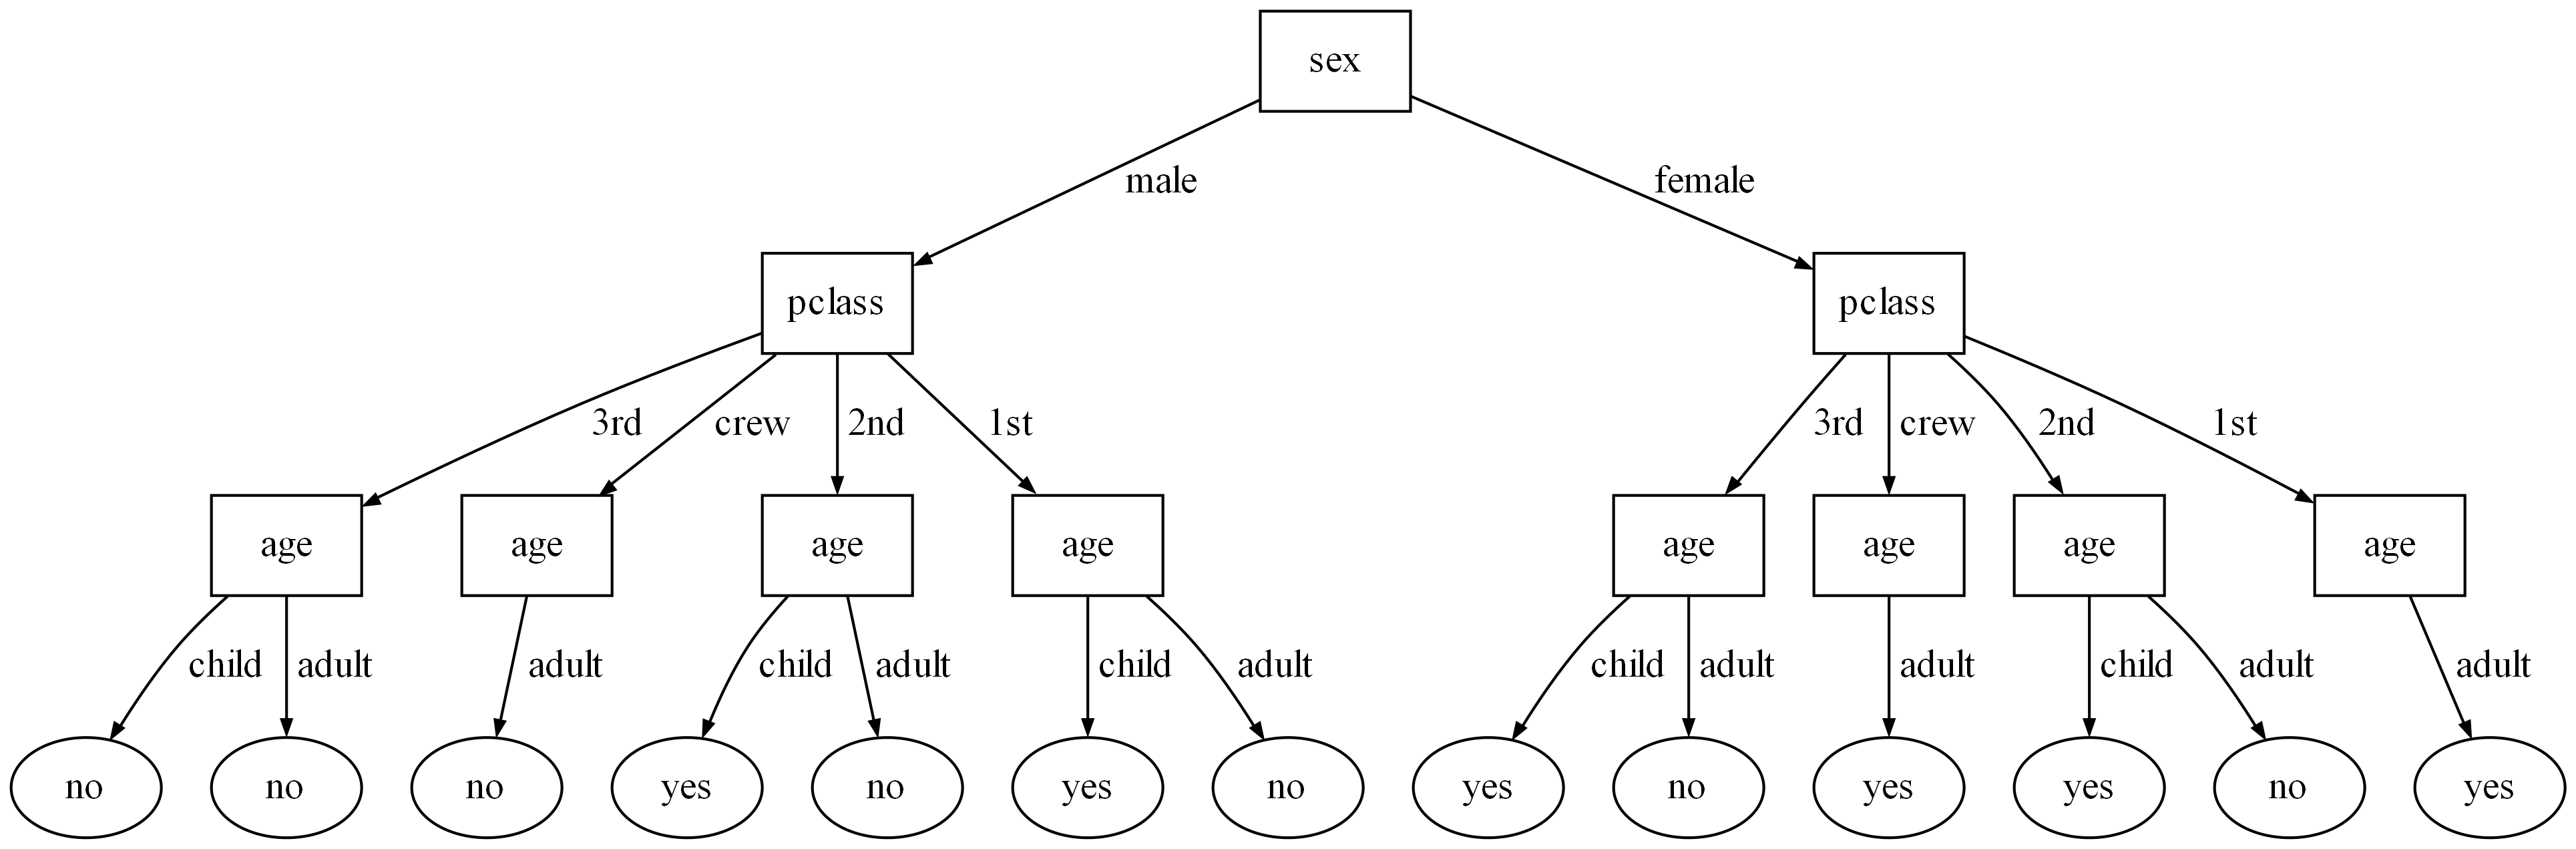 sex
male female
pclass pclass
3rd crew 2nd 1st 3rd crew 2nd 1st
age age age age age age age age
child adult adult child adult child adult child adult adult child adult adult
no no no yes no yes no yes no yes yes no yes